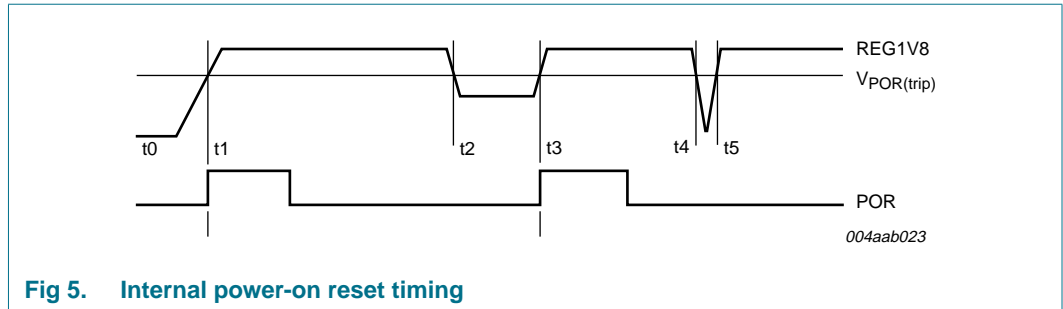 REG1V8
VPOR(trip)
t0 t1 t2 t3 t4 t5
POR
004aab023
Fig 5. Internal power-on reset timing